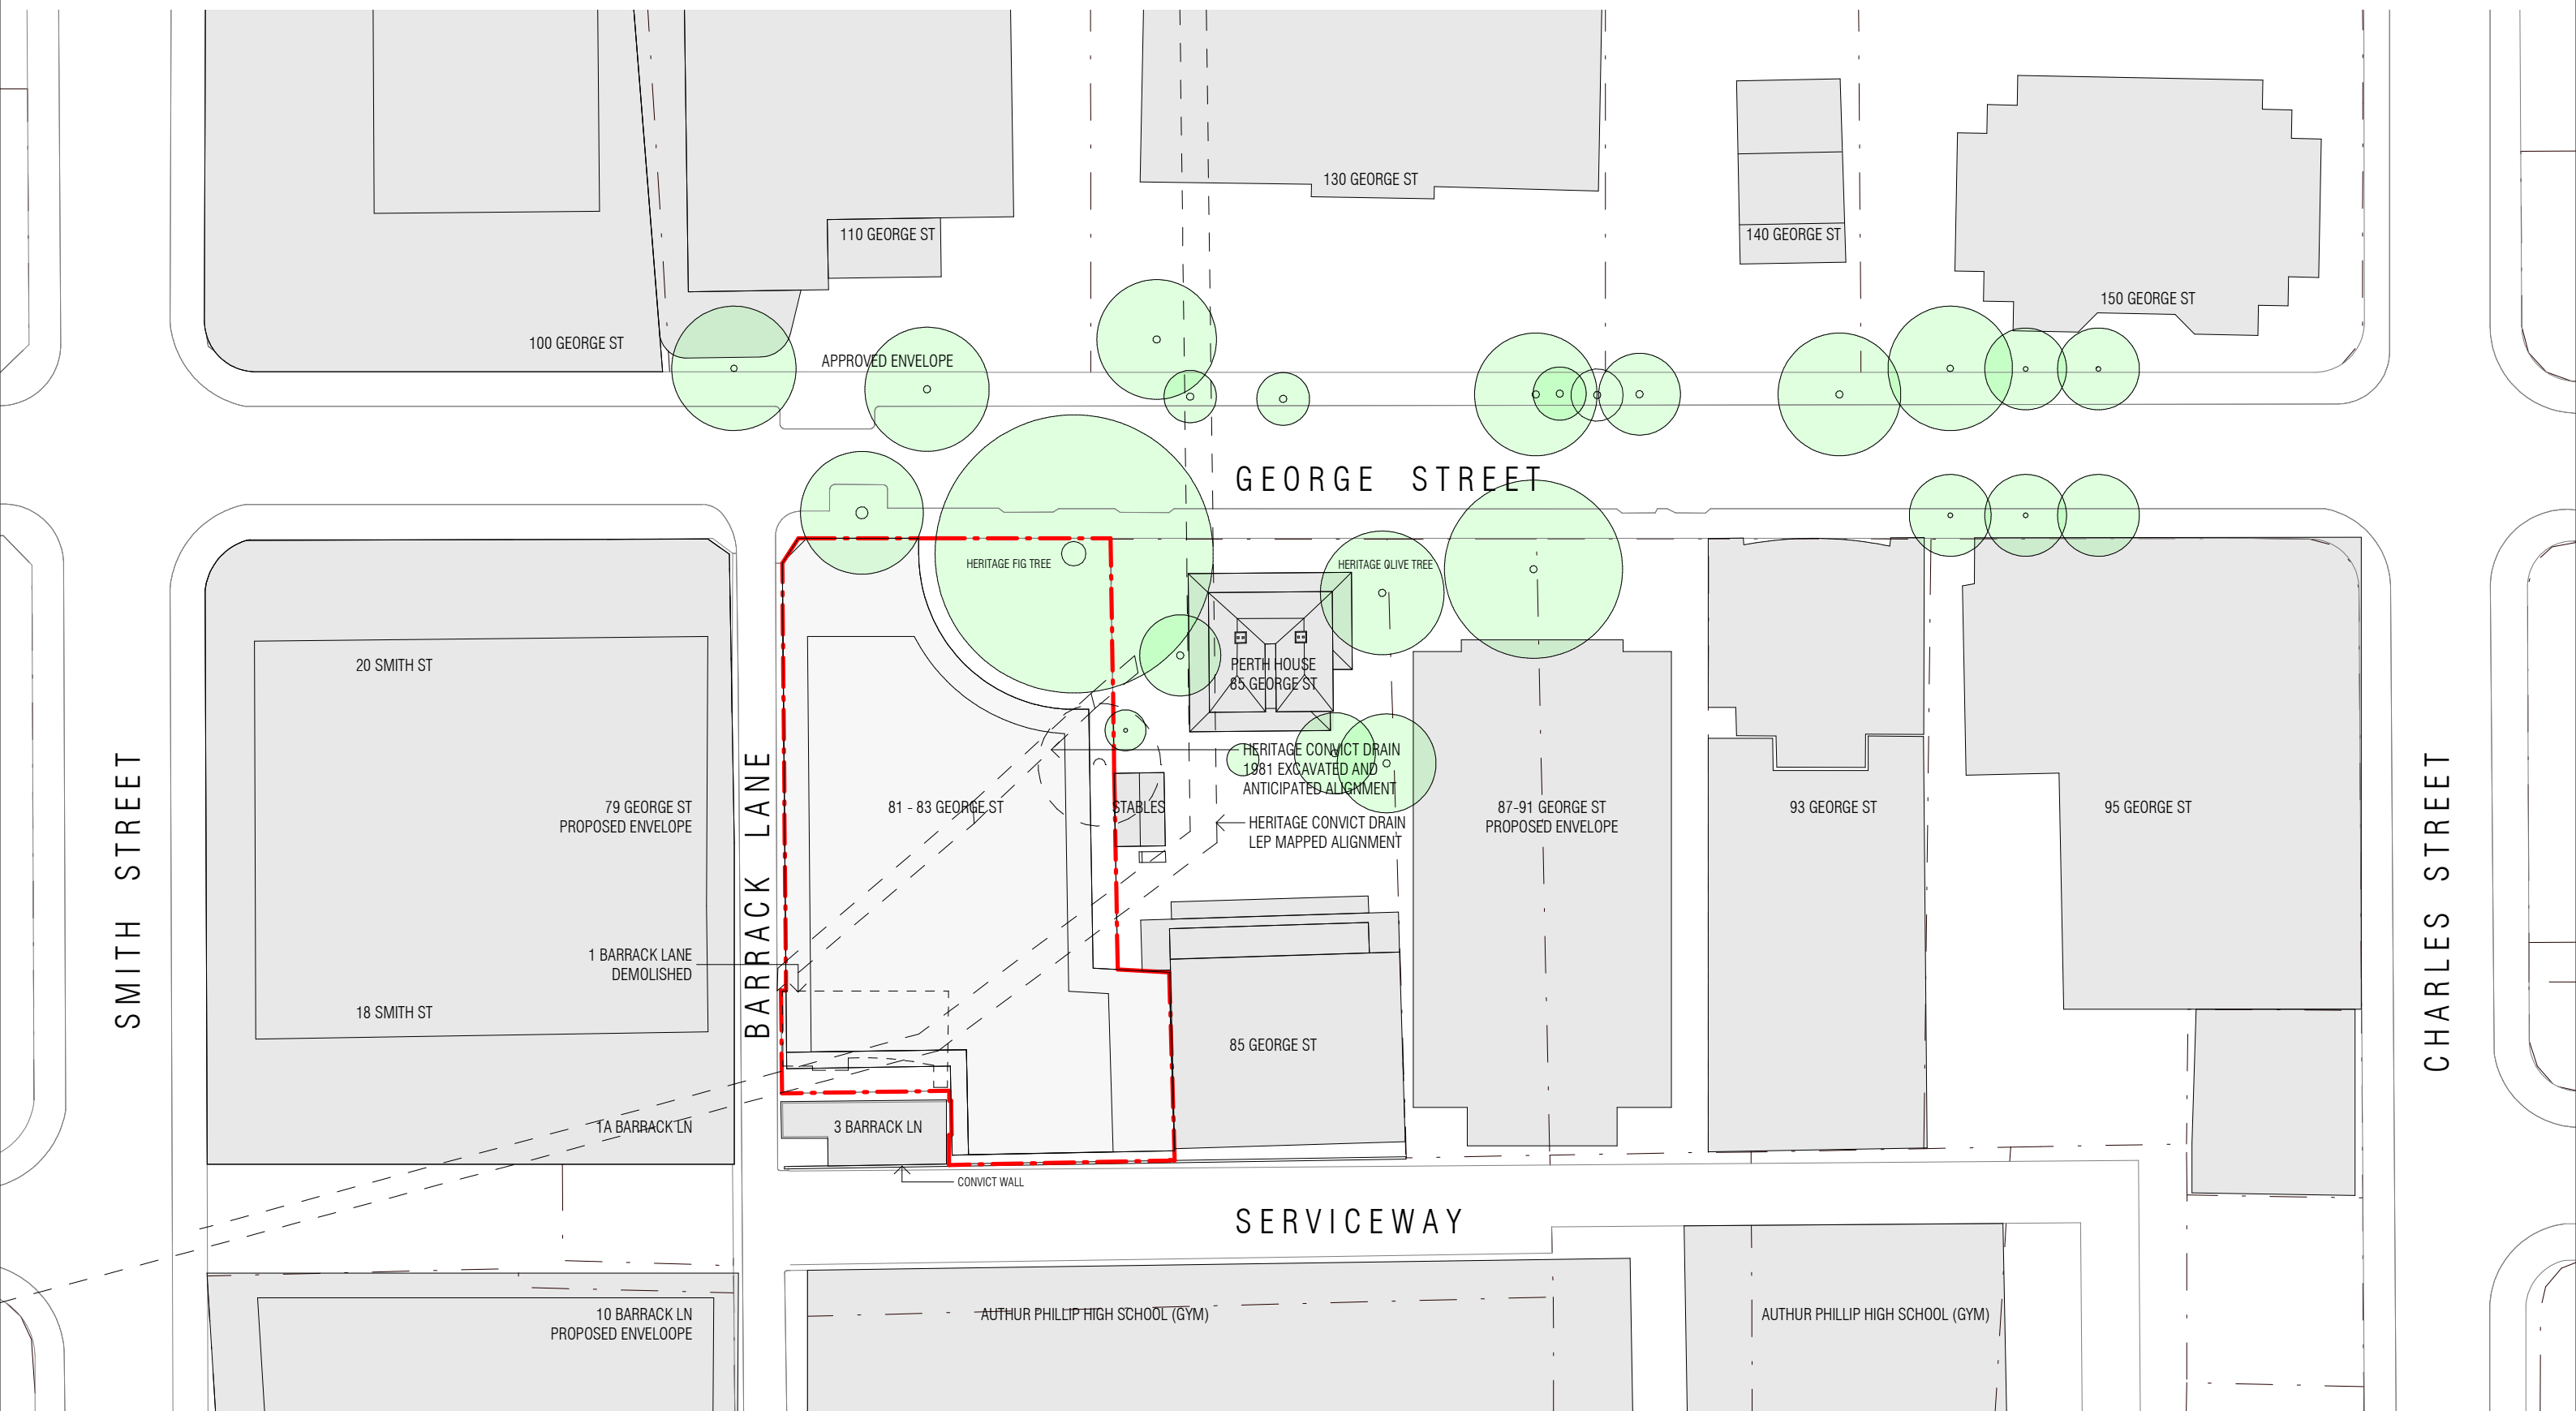 130 GEORGE ST
110 GEORGE ST
140 GEORGE ST
150 GEORGE ST
100 GEORGE ST
APPROVED ENVELOPE
GEORGE STREET
HERITAGE FIG TREE
HERITAGE OLIVE TREE
20 SMITH ST
PERTH HOUSE
85 GEORGE ST
SMITH STREET
BARRACK LANE
HERITAGE CONVICT DRAIN
1981 EXCAVATED AND
ANTICIPATED ALIGNMENT
79 GEORGE ST
PROPOSED ENVELOPE
81 - 83 GEORGE ST
STABLES
HERITAGE CONVICT DRAIN
LEP MAPPED ALIGNMENT
87-91 GEORGE ST
PROPOSED ENVELOPE
93 GEORGE ST
95 GEORGE ST
CHARLES STREET
1 BARRACK LANE
DEMOLISHED
18 SMITH ST
85 GEORGE ST
1A BARRACK LN
3 BARRACK LN
CONVICT WALL
SERVICEWAY
10 BARRACK LN
PROPOSED ENVELOOPE
AUTHUR PHILLIP HIGH SCHOOL (GYM)
AUTHUR PHILLIP HIGH SCHOOL (GYM)